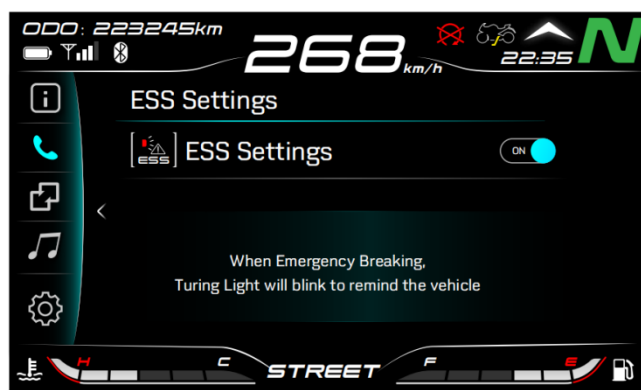 ODO: 223245km
268 km/h
22:35
N
ESS Settings
ESS
ESS Settings
ON
When Emergency Breaking,
Turing Light will blink to remind the vehicle
H
C
STREET
F
E